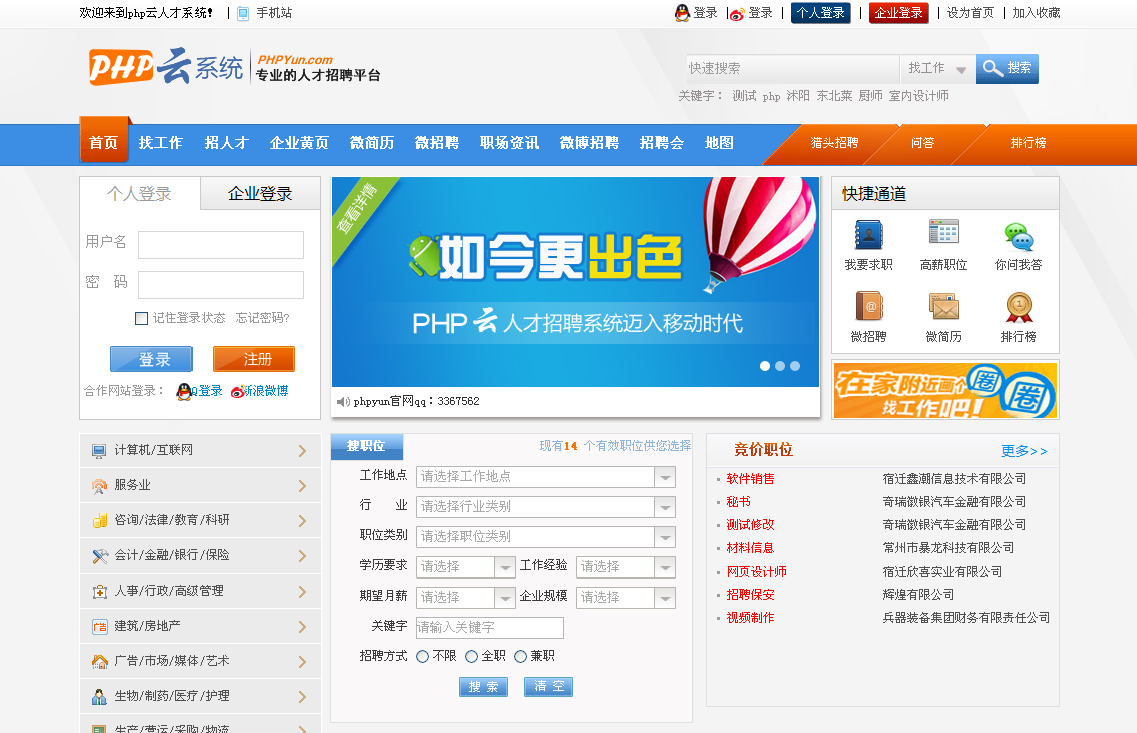 欢迎来到php云人才系统! | 手机站
登录 | 登录 | 个人登录 | 企业登录 | 设为首页 | 加入收藏
PHP云系统 PHPYun.com
专业的人才招聘平台
快速搜索 找工作 搜索
关键字: 测试 php 沭阳 东北菜 厨师 室内设计师
首页 找工作 招人才 企业黄页 微简历 微招聘 职场资讯 微博招聘 招聘会 地图 猎头招聘 问答 排行榜
个人登录 企业登录
用户名
密 码
记住登录状态 忘记密码?
登录 注册
合作网站登录: Q登录 新浪微博
查看详情
如今更出色
PHP云人才招聘系统迈入移动时代
phpyun官网qq:3367562
快捷通道
我要求职 高薪职位 你问我答
微招聘 微简历 排行榜
在家附近画个圈圈
找工作吧!
计算机/互联网
服务业
咨询/法律/教育/科研
会计/金融/银行/保险
人事/行政/高级管理
建筑/房地产
广告/市场/媒体/艺术
生物/制药/医疗/护理
生产/营运/采购/物流
搜职位 现有14 个有效职位供您选择
工作地点 请选择工作地点
行 业 请选择行业类别
职位类别 请选择职位类别
学历要求 请选择 工作经验 请选择
期望月薪 请选择 企业规模 请选择
关键字 请输入关键字
招聘方式 不限 全职 兼职
搜 索 清 空
竞价职位 更多>>
软件销售 宿迁鑫潮信息技术有限公司
秘书 奇瑞徽银汽车金融有限公司
测试修改 奇瑞徽银汽车金融有限公司
材料信息 常州市暴龙科技有限公司
网页设计师 宿迁欣喜实业有限公司
招聘保安 辉煌有限公司
视频制作 兵器装备集团财务有限责任公司